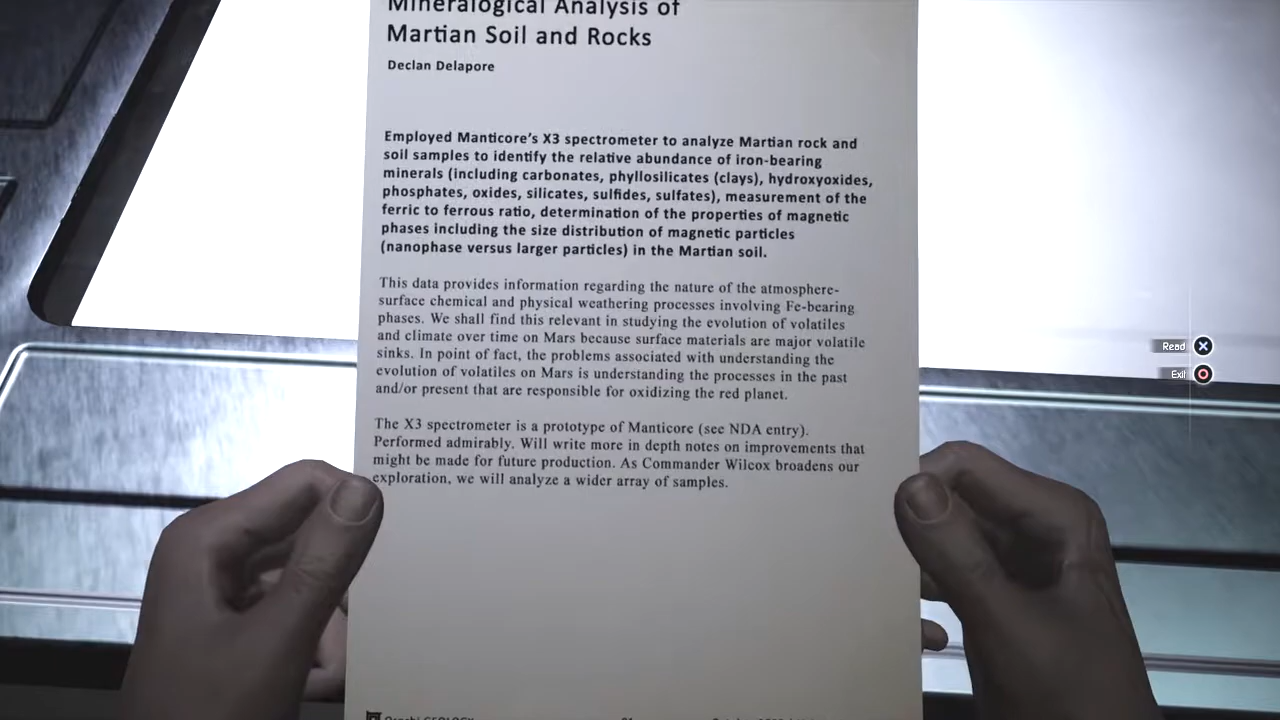 Mineralogical Analysis of
Martian Soil and Rocks
Declan Delapore
Employed Manticore's X3 spectrometer to analyze Martian rock and
soil samples to identify the relative abundance of iron-bearing
minerals (including carbonates, phyllosilicates (clays), hydroxyoxides,
phosphates, oxides, silicates, sulfides, sulfates), measurement of the
ferric to ferrous ratio, determination of the properties of magnetic
phases including the size distribution of magnetic particles
(nanophase versus larger particles) in the Martian soil.
This data provides information regarding the nature of the atmosphere-
surface chemical and physical weathering processes involving Fe-bearing
phases. We shall find this relevant in studying the evolution of volatiles
and climate over time on Mars because surface materials are major volatile
sinks. In point of fact, the problems associated with understanding the
evolution of volatiles on Mars is understanding the processes in the past
and/or present that are responsible for oxidizing the red planet.
The X3 spectrometer is a prototype of Manticore (see NDA entry).
Performed admirably. Will write more in depth notes on improvements that
might be made for future production. As Commander Wilcox broadens our
exploration, we will analyze a wider array of samples.
Read
Exit